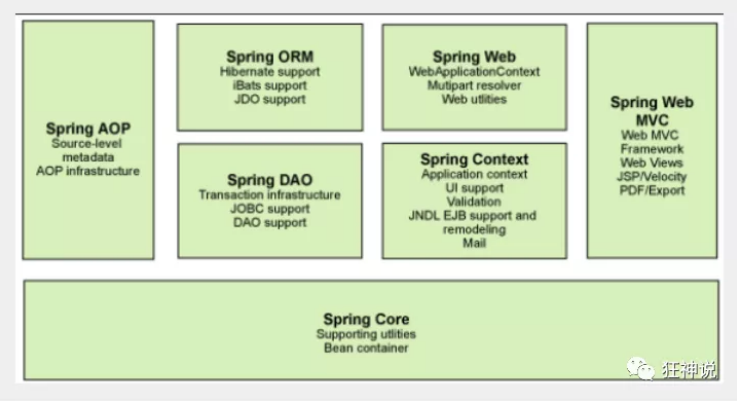 Spring AOP
Source-level
metadata
AOP infrastructure
Spring ORM
Hibernate support
iBats support
JDO support
Spring DAO
Transaction infrastructure
JOBC support
DAO support
Spring Web
WebApplicationContext
Mutipart resolver
Web utlities
Spring Context
Application context
UI support
Validation
JNDL EJB support and
remodeling
Mail
Spring Web
MVC
Web MVC
Framework
Web Views
JSP/Velocity
PDF/Export
Spring Core
Supporting utlities
Bean container
狂神说